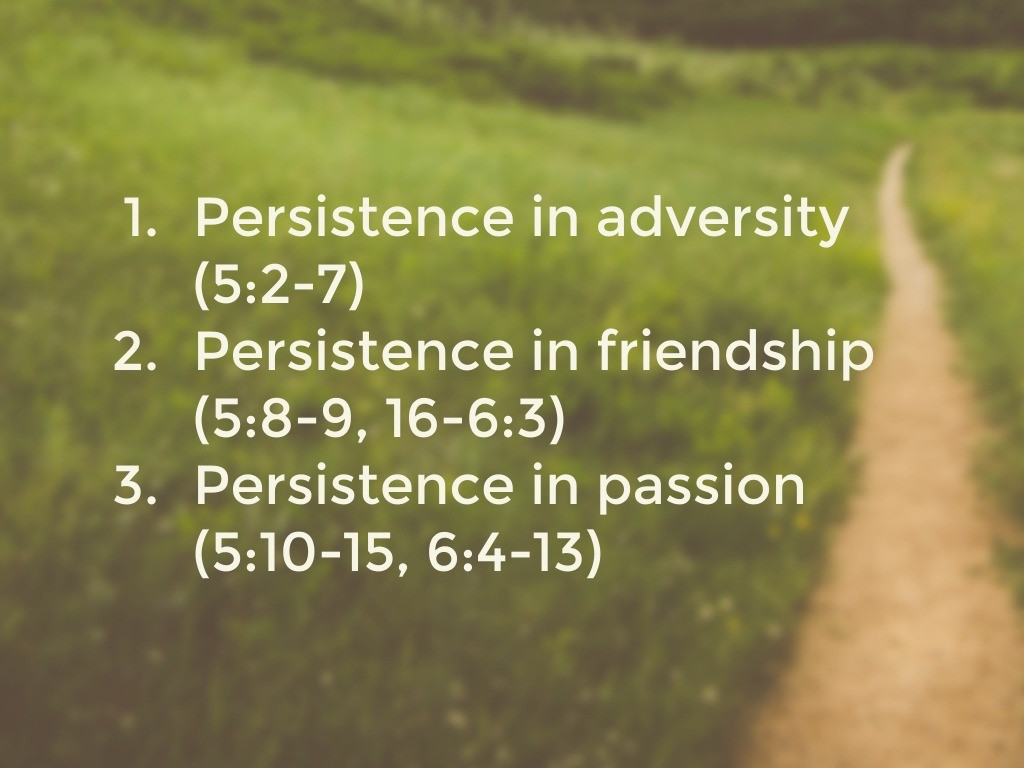 1. Persistence in adversity
(5:2-7)
2. Persistence in friendship
(5:8-9, 16-6:3)
3. Persistence in passion
(5:10-15, 6:4-13)